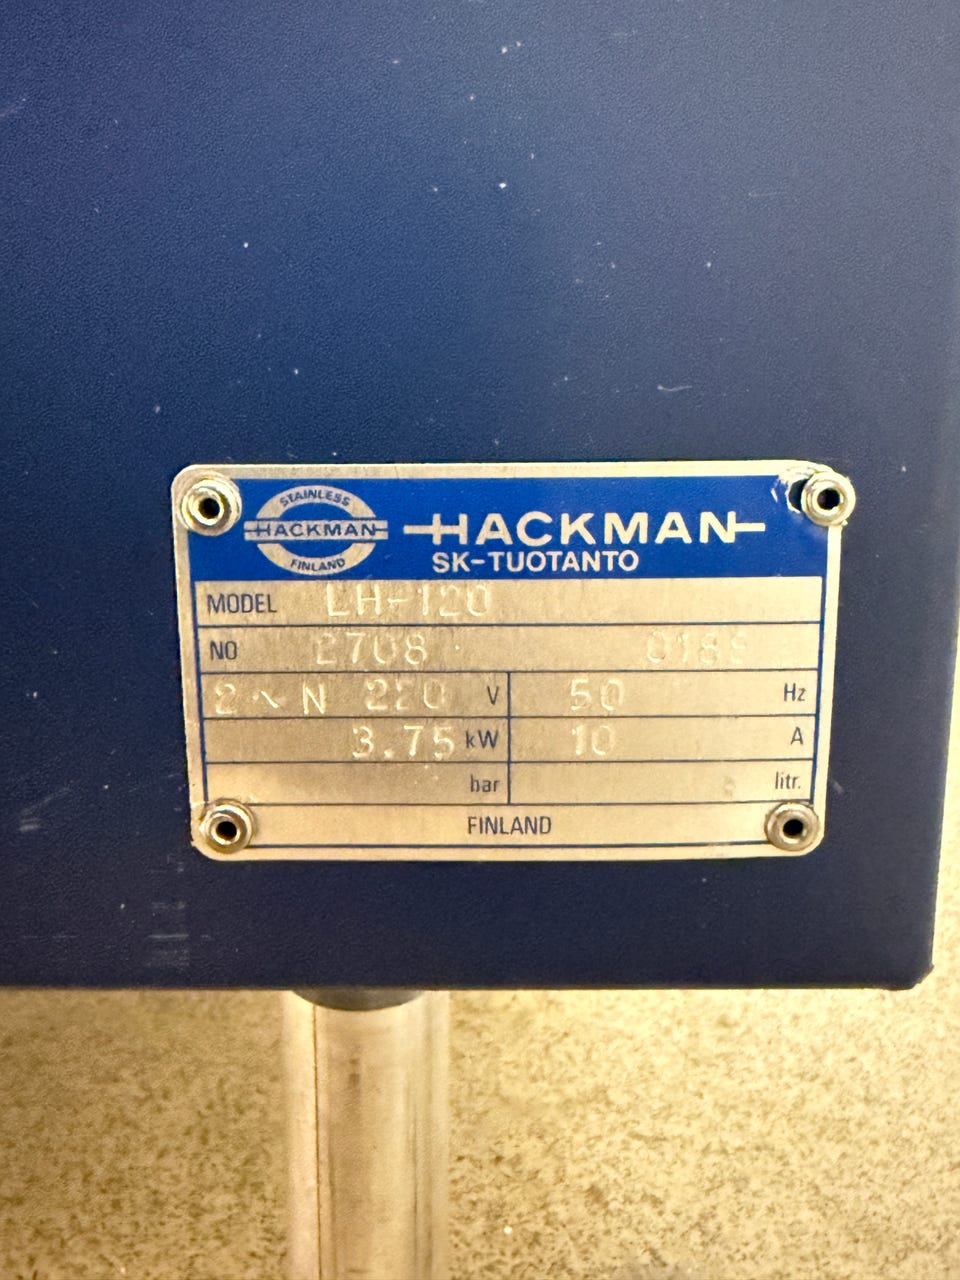 STAINLESS
HACKMAN
FINLAND
HACKMAN
SK-TUOTANTO
MODEL LH-120
NO 2708
2 ~ N 220 V 50 Hz
3.75 kW 10 A
bar litr.
FINLAND